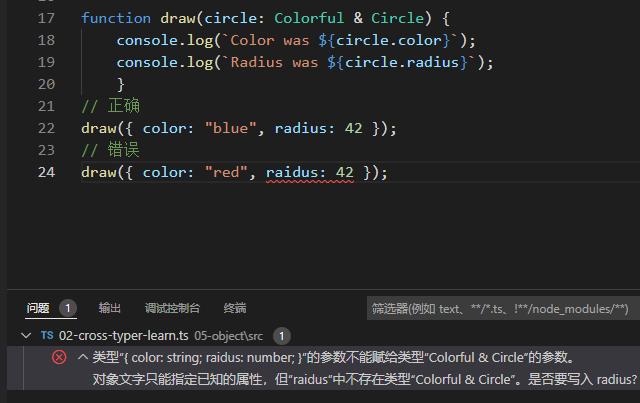 17 function draw(circle: Colorful & Circle) {
18 console.log(`Color was ${circle.color}`);
19 console.log(`Radius was ${circle.radius}`);
20 }
21 // 正确
22 draw({ color: "blue", radius: 42 });
23 // 错误
24 draw({ color: "red", raidus: 42 });
问题 1 输出 调试控制台 终端 筛选器(例如 text、**/*.ts、!**/node_modules/**)
TS 02-cross-typer-learn.ts 05-object\src 1
类型"{ color: string; raidus: number; }"的参数不能赋给类型"Colorful & Circle"的参数。
对象文字只能指定已知的属性，但"raidus"中不存在类型"Colorful & Circle"。是否要写入 radius?